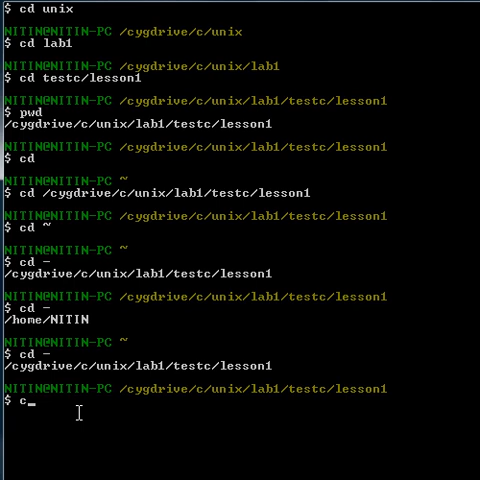 $ cd unix
NITIN@NITIN-PC /cygdrive/c/unix
$ cd lab1
NITIN@NITIN-PC /cygdrive/c/unix/lab1
$ cd testc/lesson1
NITIN@NITIN-PC /cygdrive/c/unix/lab1/testc/lesson1
$ pwd
/cygdrive/c/unix/lab1/testc/lesson1
NITIN@NITIN-PC /cygdrive/c/unix/lab1/testc/lesson1
$ cd
NITIN@NITIN-PC ~
$ cd /cygdrive/c/unix/lab1/testc/lesson1
NITIN@NITIN-PC /cygdrive/c/unix/lab1/testc/lesson1
$ cd ~
NITIN@NITIN-PC ~
$ cd -
/cygdrive/c/unix/lab1/testc/lesson1
NITIN@NITIN-PC /cygdrive/c/unix/lab1/testc/lesson1
$ cd -
/home/NITIN
NITIN@NITIN-PC ~
$ cd -
/cygdrive/c/unix/lab1/testc/lesson1
NITIN@NITIN-PC /cygdrive/c/unix/lab1/testc/lesson1
$ c